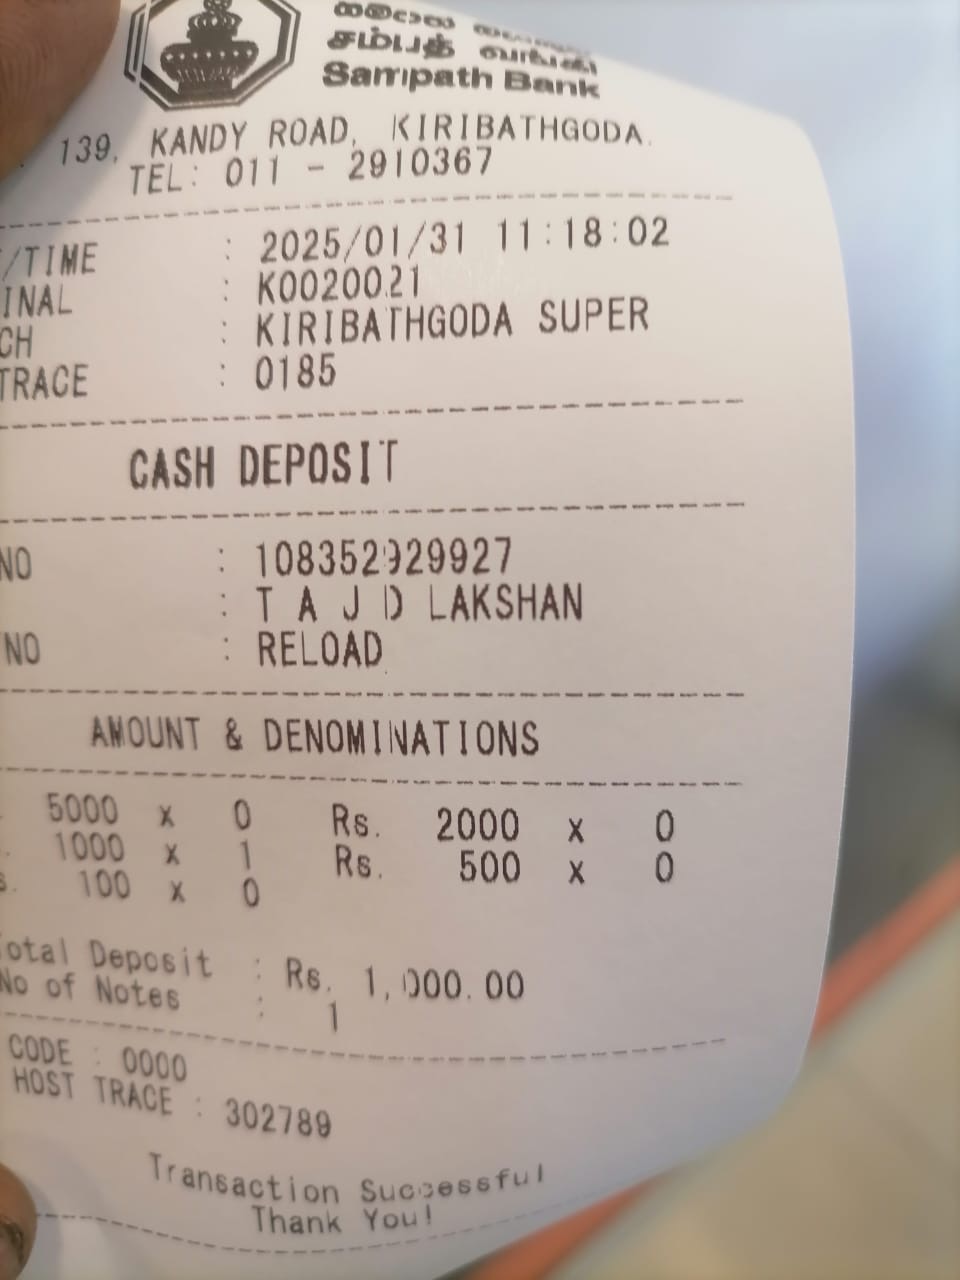 සම්පත්
சம்பத் வங்கி
Sampath Bank
139, KANDY ROAD, KIRIBATHGODA.
TEL: 011 - 2910367
/TIME : 2025/01/31 11:18:02
INAL : K0020021
CH : KIRIBATHGODA SUPER
TRACE : 0185
CASH DEPOSIT
NO : 108352929927
: T A J D LAKSHAN
NO : RELOAD
AMOUNT & DENOMINATIONS
5000 x 0 Rs. 2000 x 0
1000 x 1 Rs. 500 x 0
s. 100 x 0
otal Deposit : Rs. 1,000.00
No of Notes : 1
CODE : 0000
HOST TRACE : 302789
Transaction Successful
Thank You!